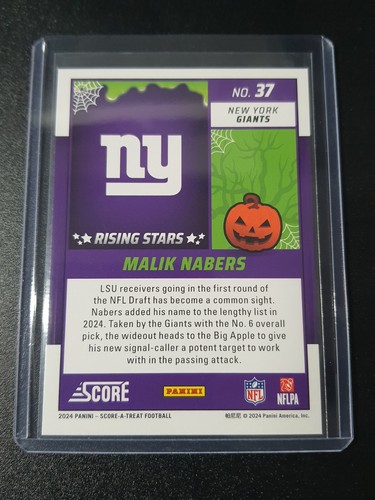 NO. 37
NEW YORK
GIANTS
ny
RISING STARS
MALIK NABERS
LSU receivers going in the first round of
the NFL Draft has become a common sight.
Nabers added his name to the lengthy list in
2024. Taken by the Giants with the No. 6 overall
pick, the wideout heads to the Big Apple to give
his new signal-caller a potent target to work
with in the passing attack.
SCORE
PANINI
NFL
NFLPA
2024 PANINI – SCORE-A-TREAT FOOTBALL
帕尼尼 © 2024 Panini America, Inc.